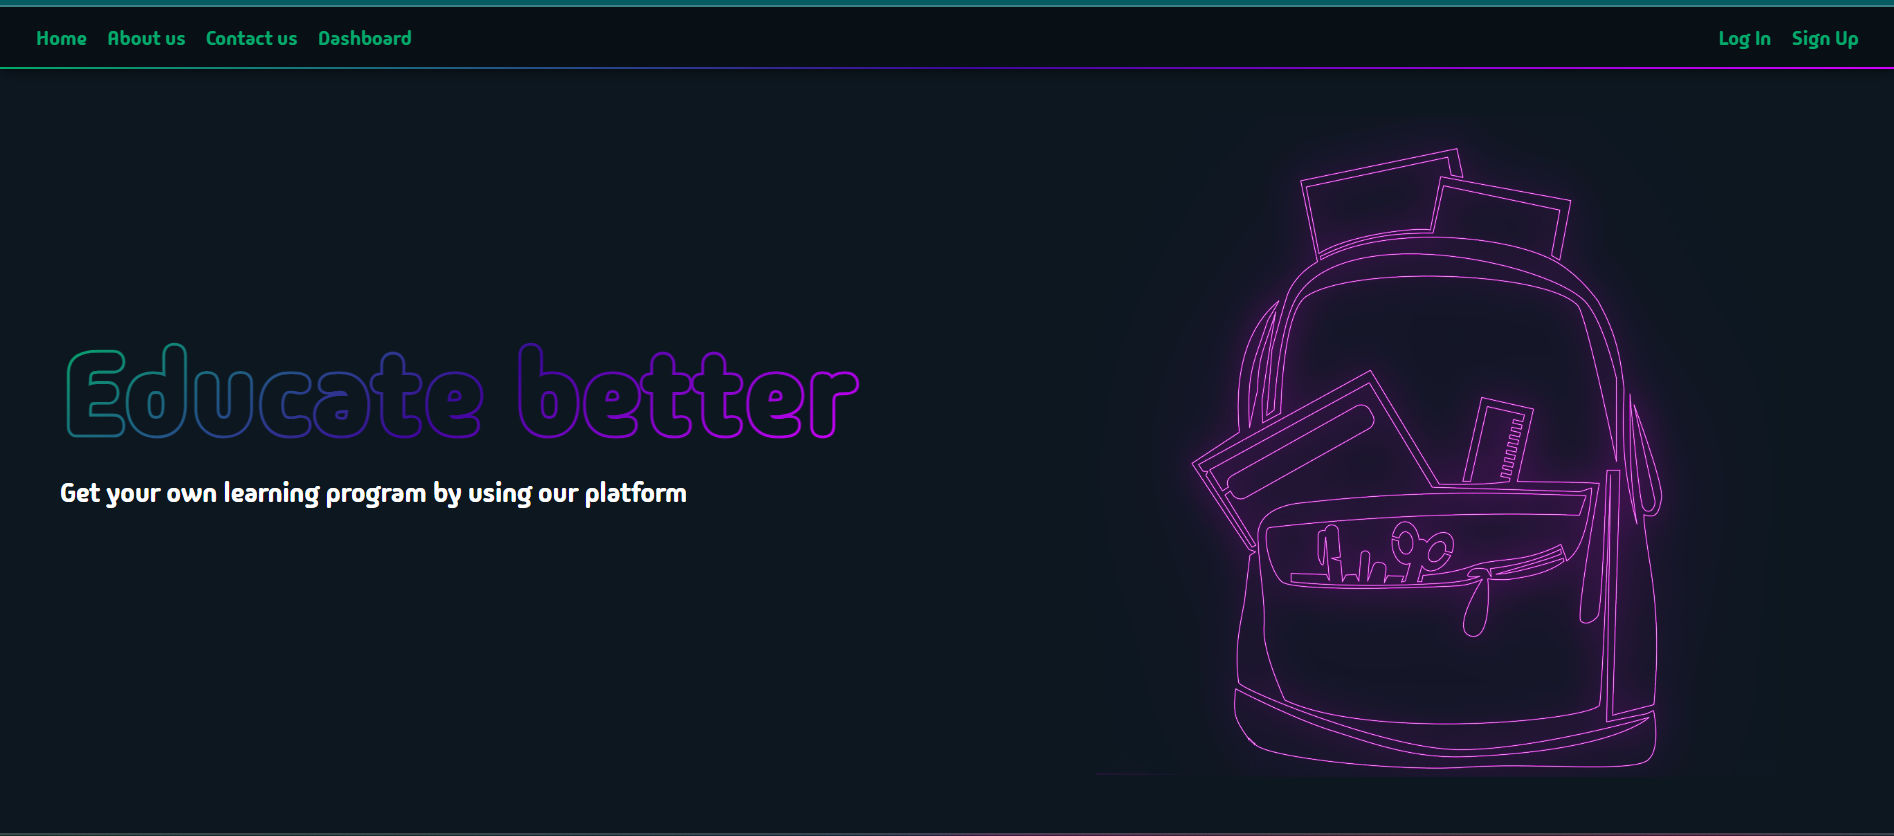 Home About us Contact us Dashboard Log In Sign Up
Educate better
Get your own learning program by using our platform